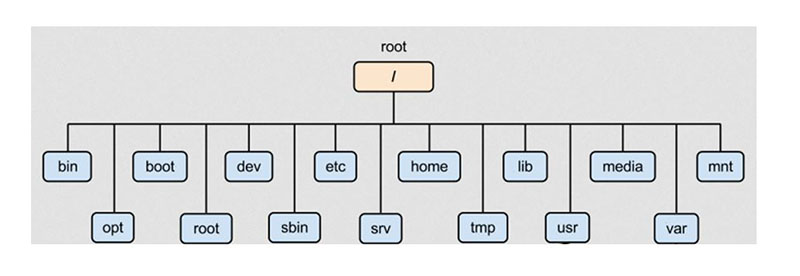 root
/
bin boot dev etc home lib media mnt
opt root sbin srv tmp usr var